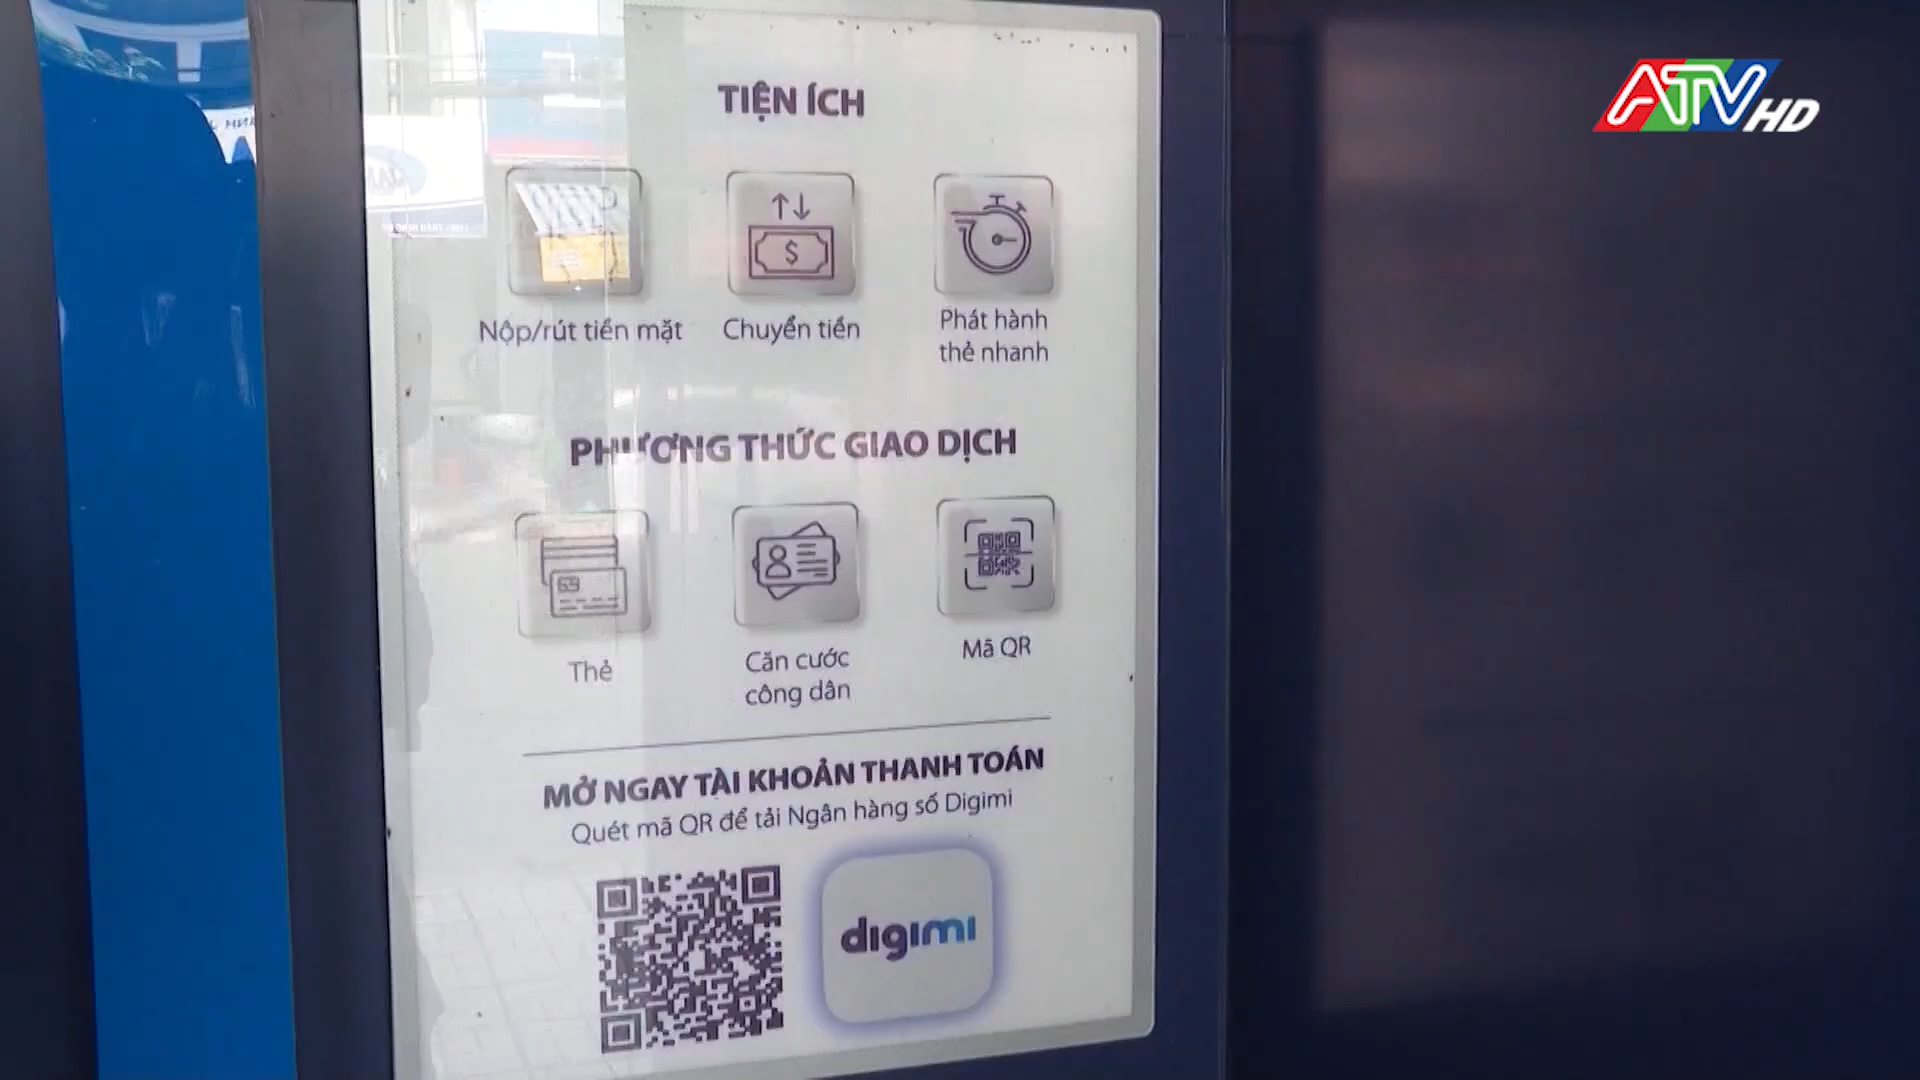 ATVHD
TIỆN ÍCH
Nộp/rút tiền mặt
Chuyển tiền
Phát hành
thẻ nhanh
PHƯƠNG THỨC GIAO DỊCH
Thẻ
Căn cước
công dân
Mã QR
MỞ NGAY TÀI KHOẢN THANH TOÁN
Quét mã QR để tải Ngân hàng số Digimi
digimi